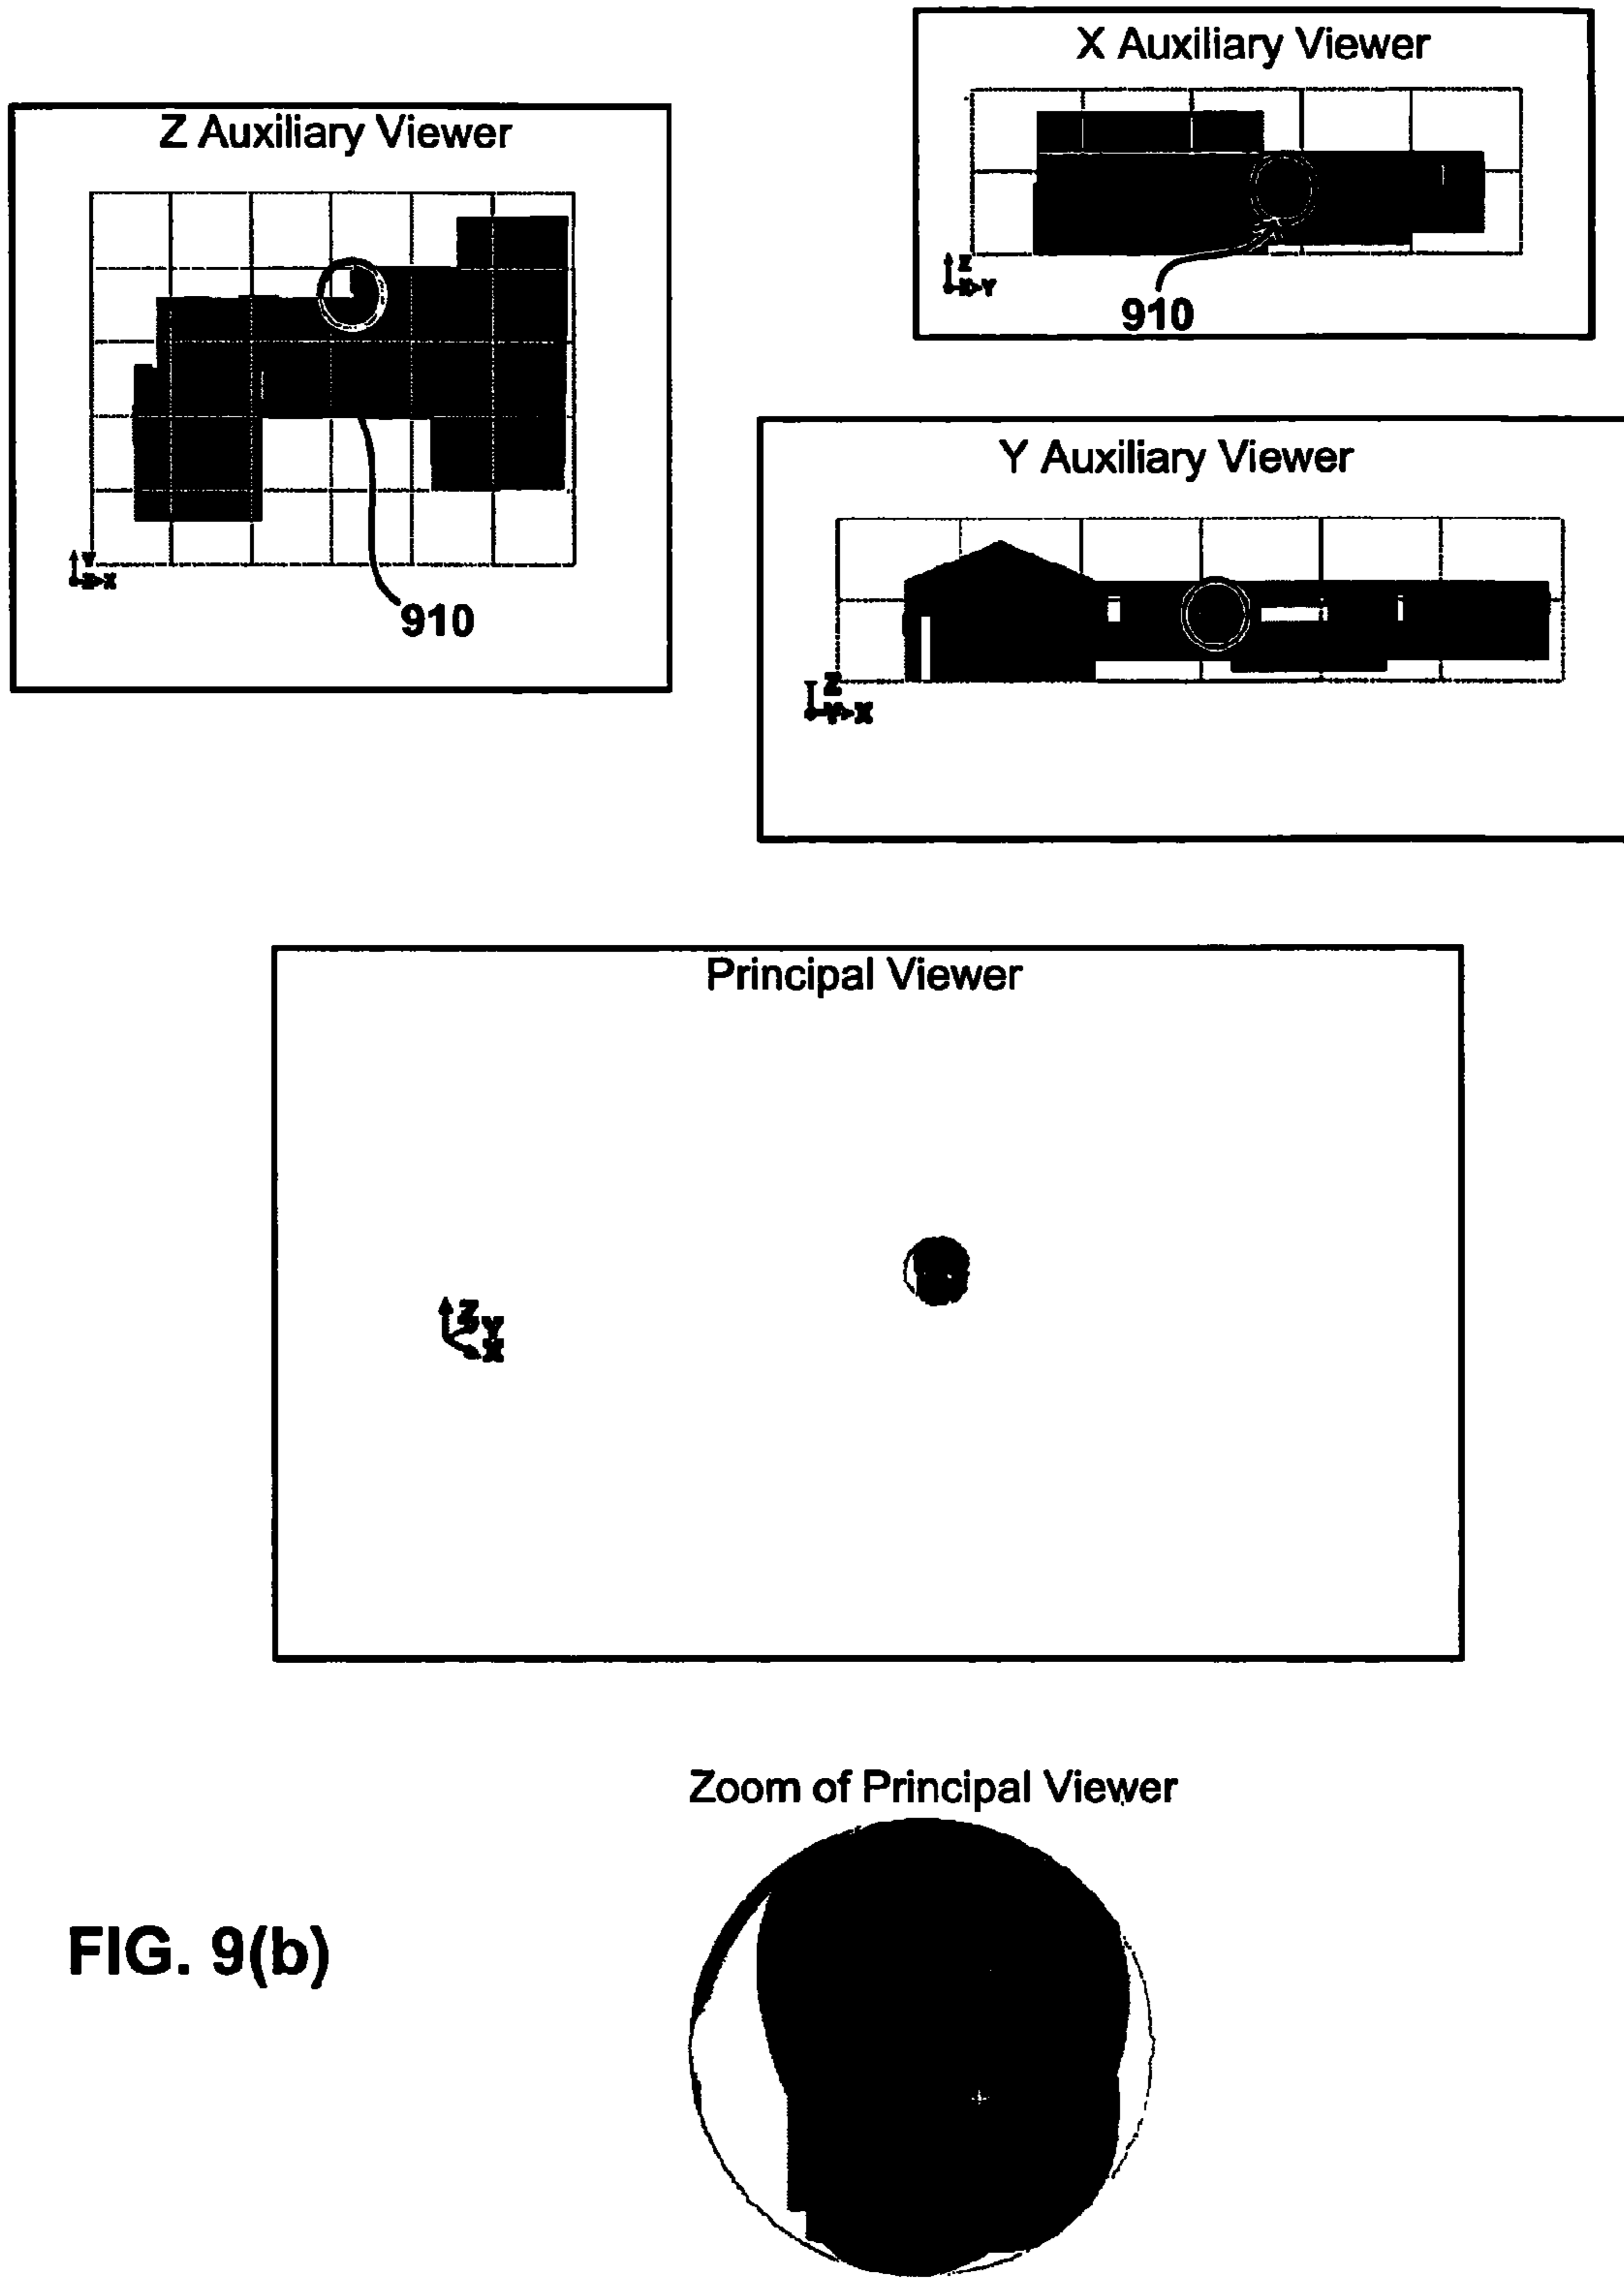 X Auxiliary Viewer
Z
Y
910
Z Auxiliary Viewer
Y
X
910
Y Auxiliary Viewer
Z
X
Principal Viewer
Z
Y
X
Zoom of Principal Viewer
FIG. 9(b)